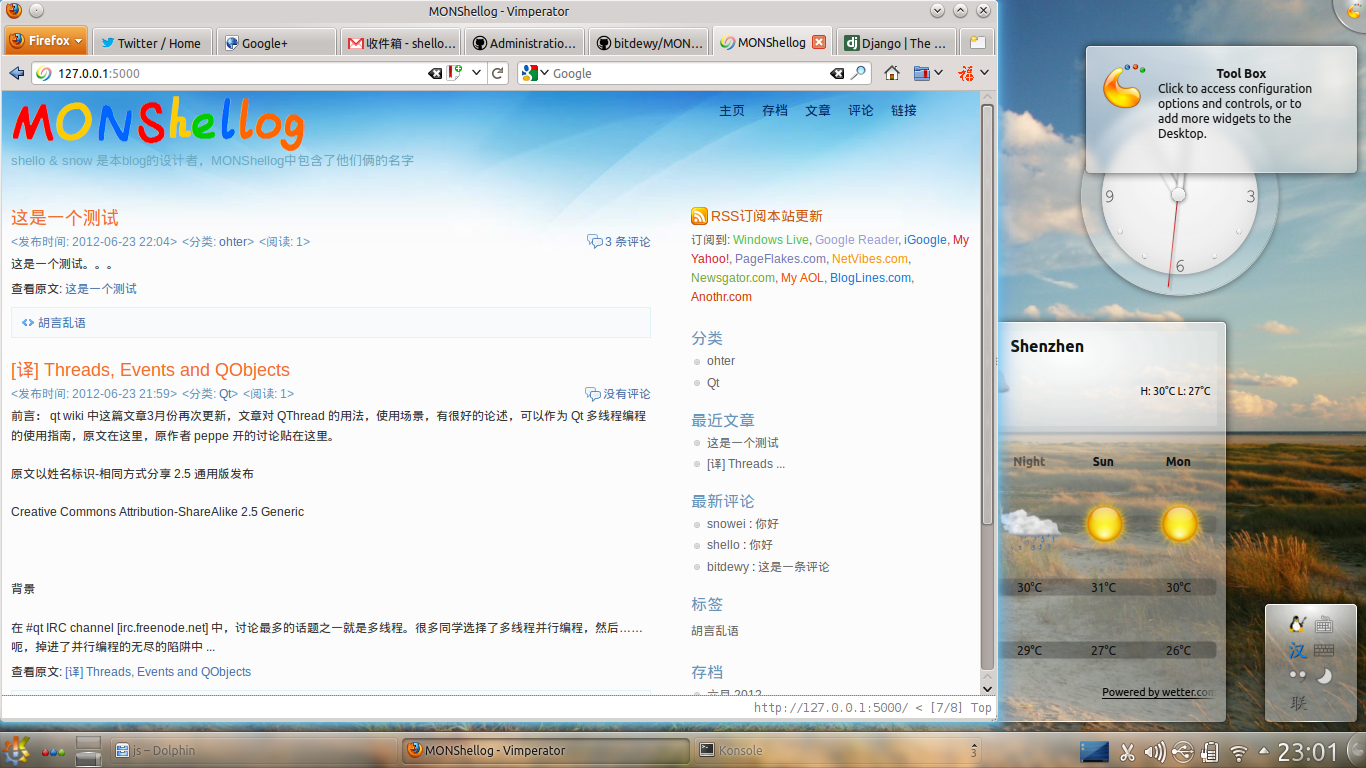 MONShellog - Vimperator
Firefox
Twitter / Home
Google+
收件箱 - shello...
Administratio...
bitdewy/MON...
MONShellog
Django | The ...
127.0.0.1:5000
Google
福
MONShellog
主页 存档 文章 评论 链接
shello & snow 是本blog的设计者，MONShellog中包含了他们俩的名字
这是一个测试
<发布时间: 2012-06-23 22:04> <分类: ohter> <阅读: 1>
3 条评论
这是一个测试。。。
查看原文: 这是一个测试
胡言乱语
[译] Threads, Events and QObjects
<发布时间: 2012-06-23 21:59> <分类: Qt> <阅读: 1>
没有评论
前言： qt wiki 中这篇文章3月份再次更新，文章对 QThread 的用法，使用场景，有很好的论述，可以作为 Qt 多线程编程
的使用指南，原文在这里，原作者 peppe 开的讨论贴在这里。
原文以姓名标识-相同方式分享 2.5 通用版发布
Creative Commons Attribution-ShareAlike 2.5 Generic
背景
在 #qt IRC channel [irc.freenode.net] 中，讨论最多的话题之一就是多线程。很多同学选择了多线程并行编程，然后……
呃，掉进了并行编程的无尽的陷阱中 ...
查看原文: [译] Threads, Events and QObjects
RSS订阅本站更新
订阅到: Windows Live, Google Reader, iGoogle, My
Yahoo!, PageFlakes.com, NetVibes.com,
Newsgator.com, My AOL, BlogLines.com,
Anothr.com
分类
ohter
Qt
最近文章
这是一个测试
[译] Threads ...
最新评论
snowei : 你好
shello : 你好
bitdewy : 这是一条评论
标签
胡言乱语
存档
六月 2012
http://127.0.0.1:5000/ < [7/8] Top
Tool Box
Click to access configuration
options and controls, or to
add more widgets to the
Desktop.
9
3
6
Shenzhen
H: 30°C L: 27°C
Night Sun Mon
30°C 31°C 30°C
29°C 27°C 26°C
Powered by wetter.com
汉
联
js – Dolphin
MONShellog - Vimperator
Konsole
3
23:01